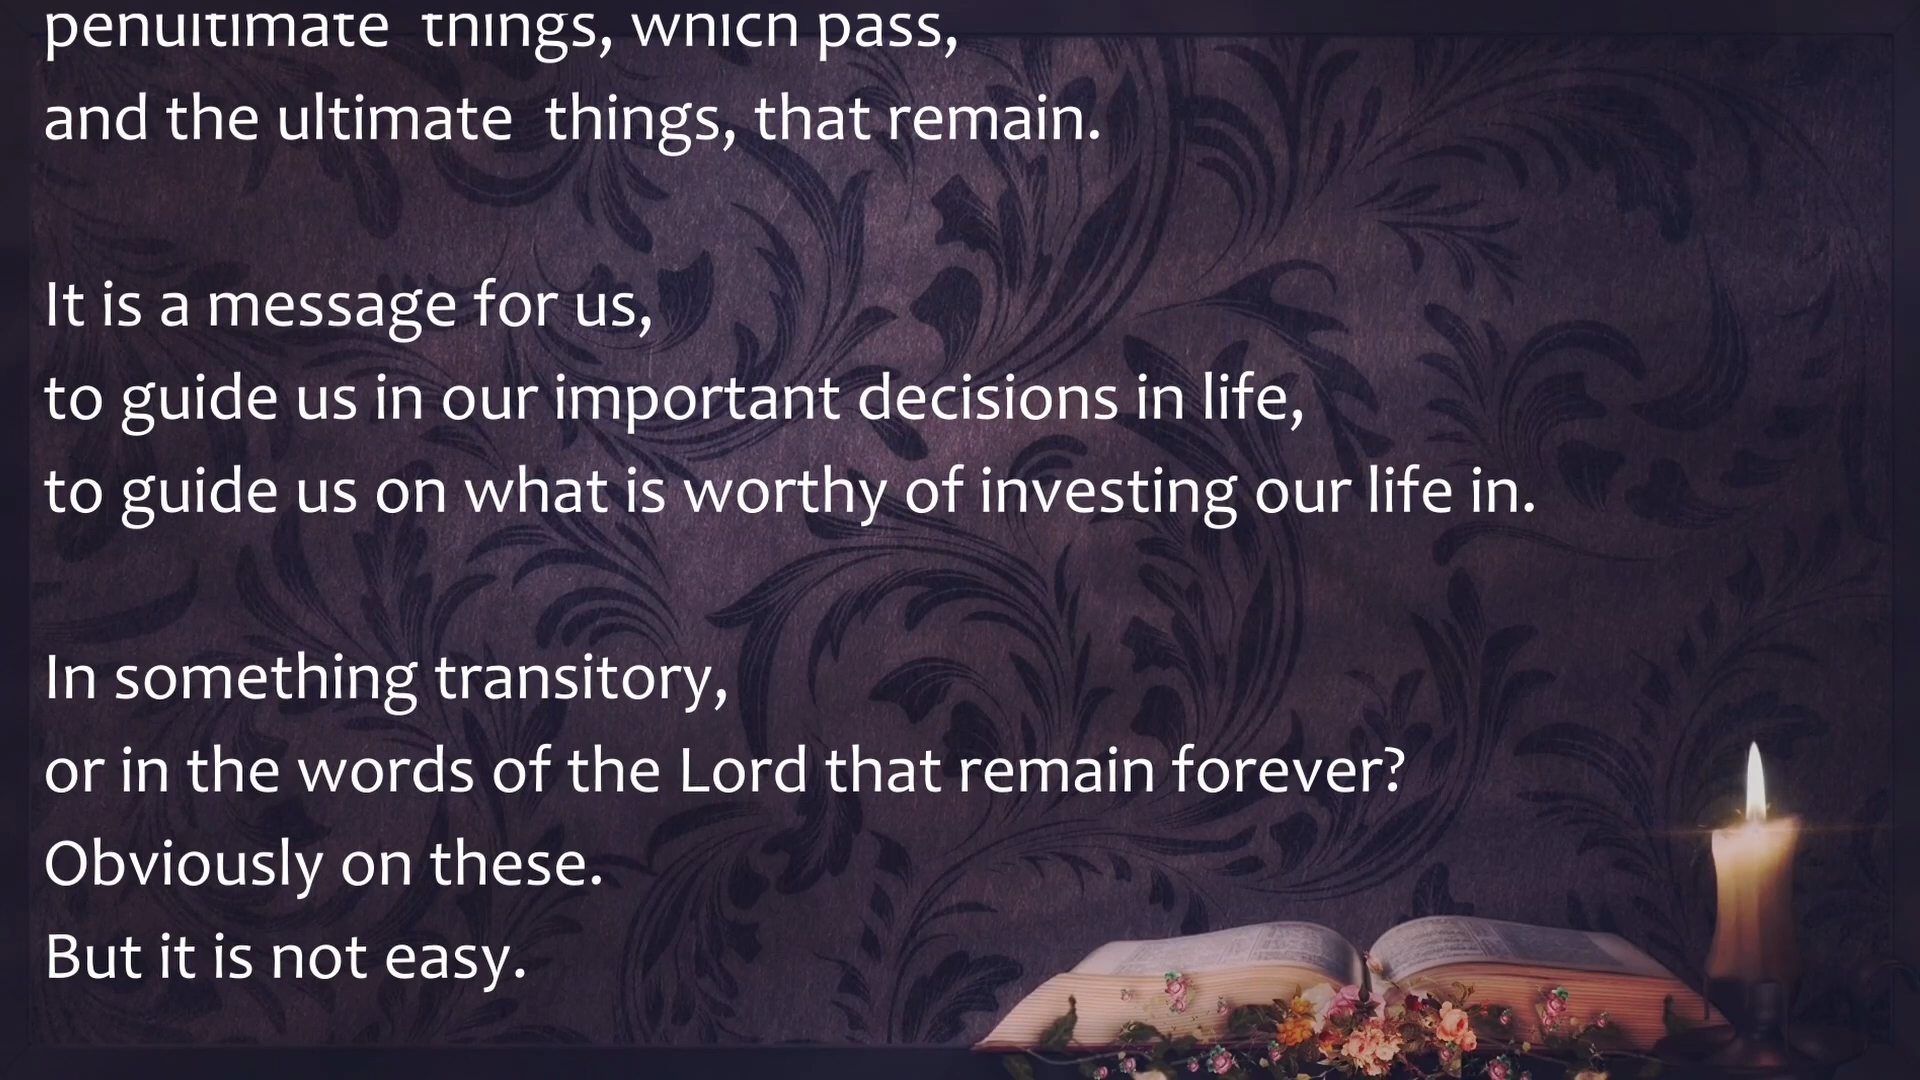 penultimate things, which pass,
and the ultimate things, that remain.
It is a message for us,
to guide us in our important decisions in life,
to guide us on what is worthy of investing our life in.
In something transitory,
or in the words of the Lord that remain forever?
Obviously on these.
But it is not easy.